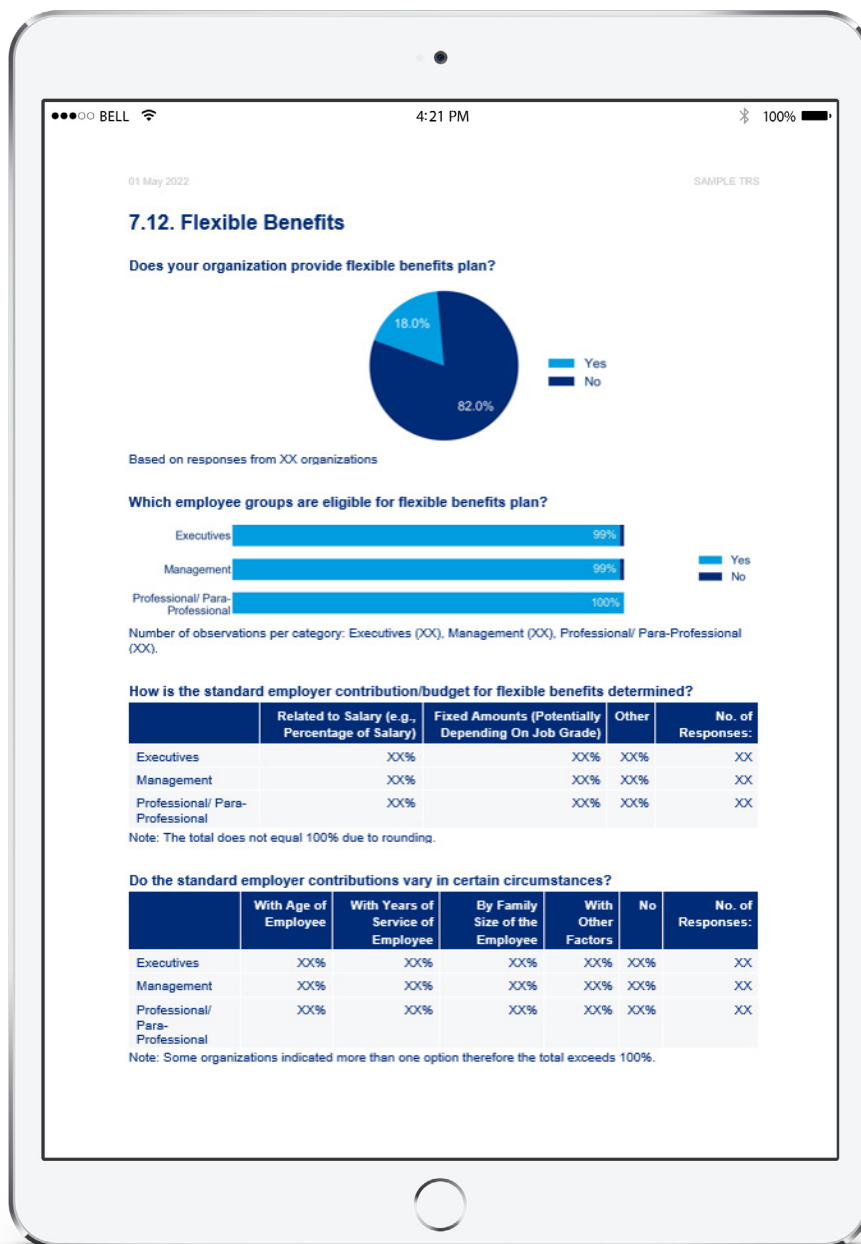 BELL
4:21 PM
100%
01 May 2022
SAMPLE TRS
7.12. Flexible Benefits
Does your organization provide flexible benefits plan?
18.0%
82.0%
Yes
No
Based on responses from XX organizations
Which employee groups are eligible for flexible benefits plan?
Executives
99%
Management
99%
Professional/ Para-
Professional
100%
Yes
No
Number of observations per category: Executives (XX), Management (XX), Professional/ Para-Professional
(XX).
How is the standard employer contribution/budget for flexible benefits determined?
Related to Salary (e.g.,
Percentage of Salary)
Fixed Amounts (Potentially
Depending On Job Grade)
Other
No. of
Responses:
Executives XX% XX% XX% XX
Management XX% XX% XX% XX
Professional/ Para- XX% XX% XX% XX
Professional
Note: The total does not equal 100% due to rounding.
Do the standard employer contributions vary in certain circumstances?
With Age of
Employee
With Years of
Service of
Employee
By Family
Size of the
Employee
With
Other
Factors
No
No. of
Responses:
Executives XX% XX% XX% XX% XX% XX
Management XX% XX% XX% XX% XX% XX
Professional/ XX% XX% XX% XX% XX% XX
Para-
Professional
Note: Some organizations indicated more than one option therefore the total exceeds 100%.